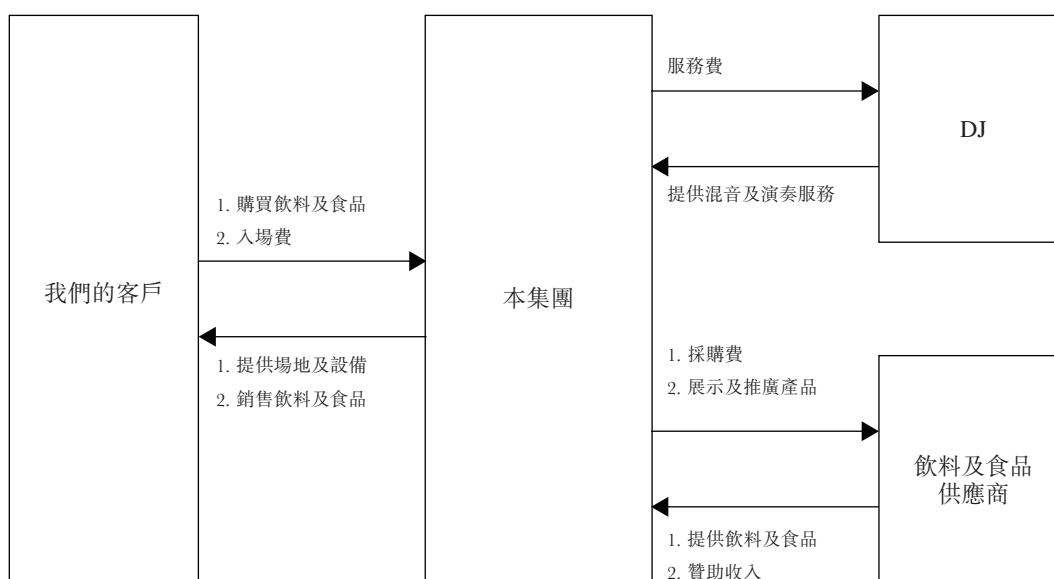 服務費
DJ
提供混音及演奏服務
1. 購買飲料及食品
2. 入場費
我們的客戶
本集團
1. 提供場地及設備
2. 銷售飲料及食品
1. 採購費
2. 展示及推廣產品
飲料及食品
供應商
1. 提供飲料及食品
2. 贊助收入